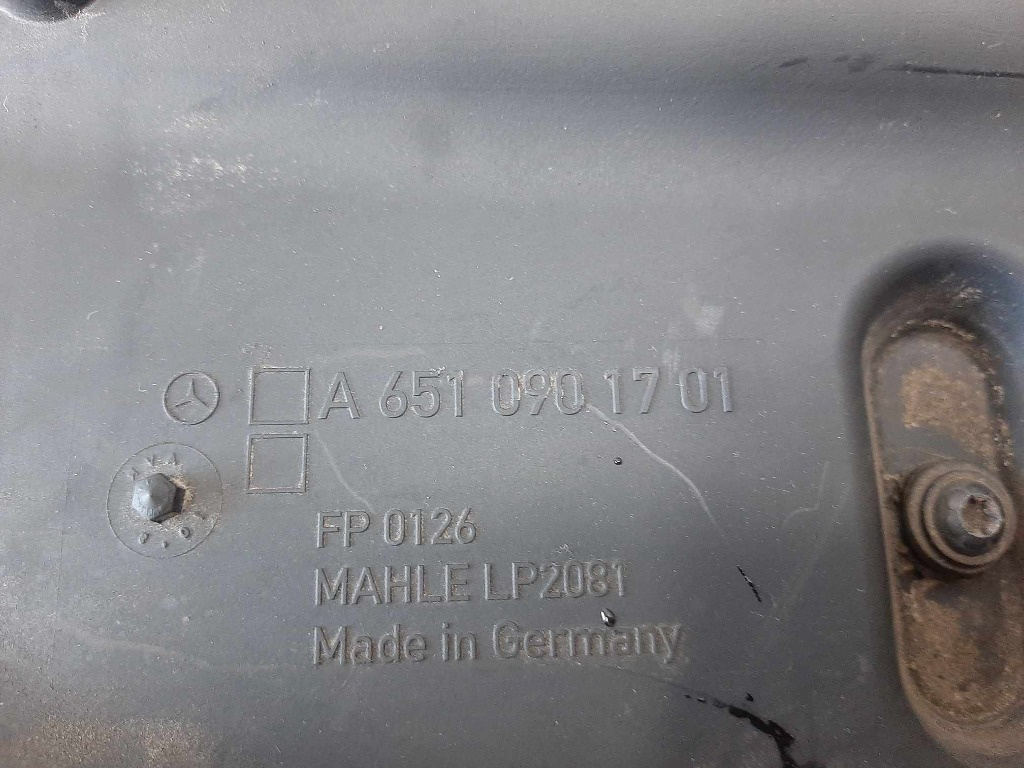 A 651 090 17 01
FP 0126
MAHLE LP2081
Made in Germany